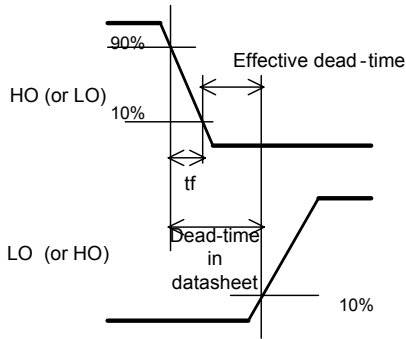 90%
Effective dead-time
HO (or LO)
10%
tf
Dead-time
in
datasheet
LO (or HO)
10%